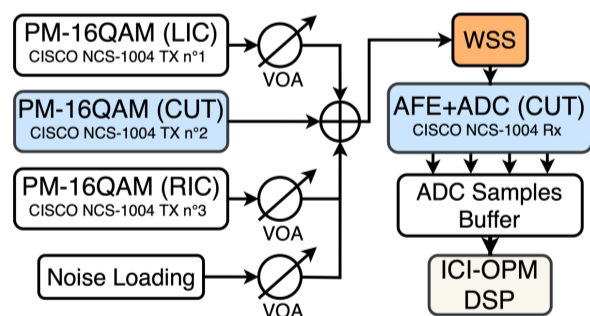 PM-16QAM (LIC)
CISCO NCS-1004 TX n°1
VOA
PM-16QAM (CUT)
CISCO NCS-1004 TX n°2
PM-16QAM (RIC)
CISCO NCS-1004 TX n°3
VOA
Noise Loading
VOA
WSS
AFE+ADC (CUT)
CISCO NCS-1004 Rx
ADC Samples
Buffer
ICI-OPM
DSP